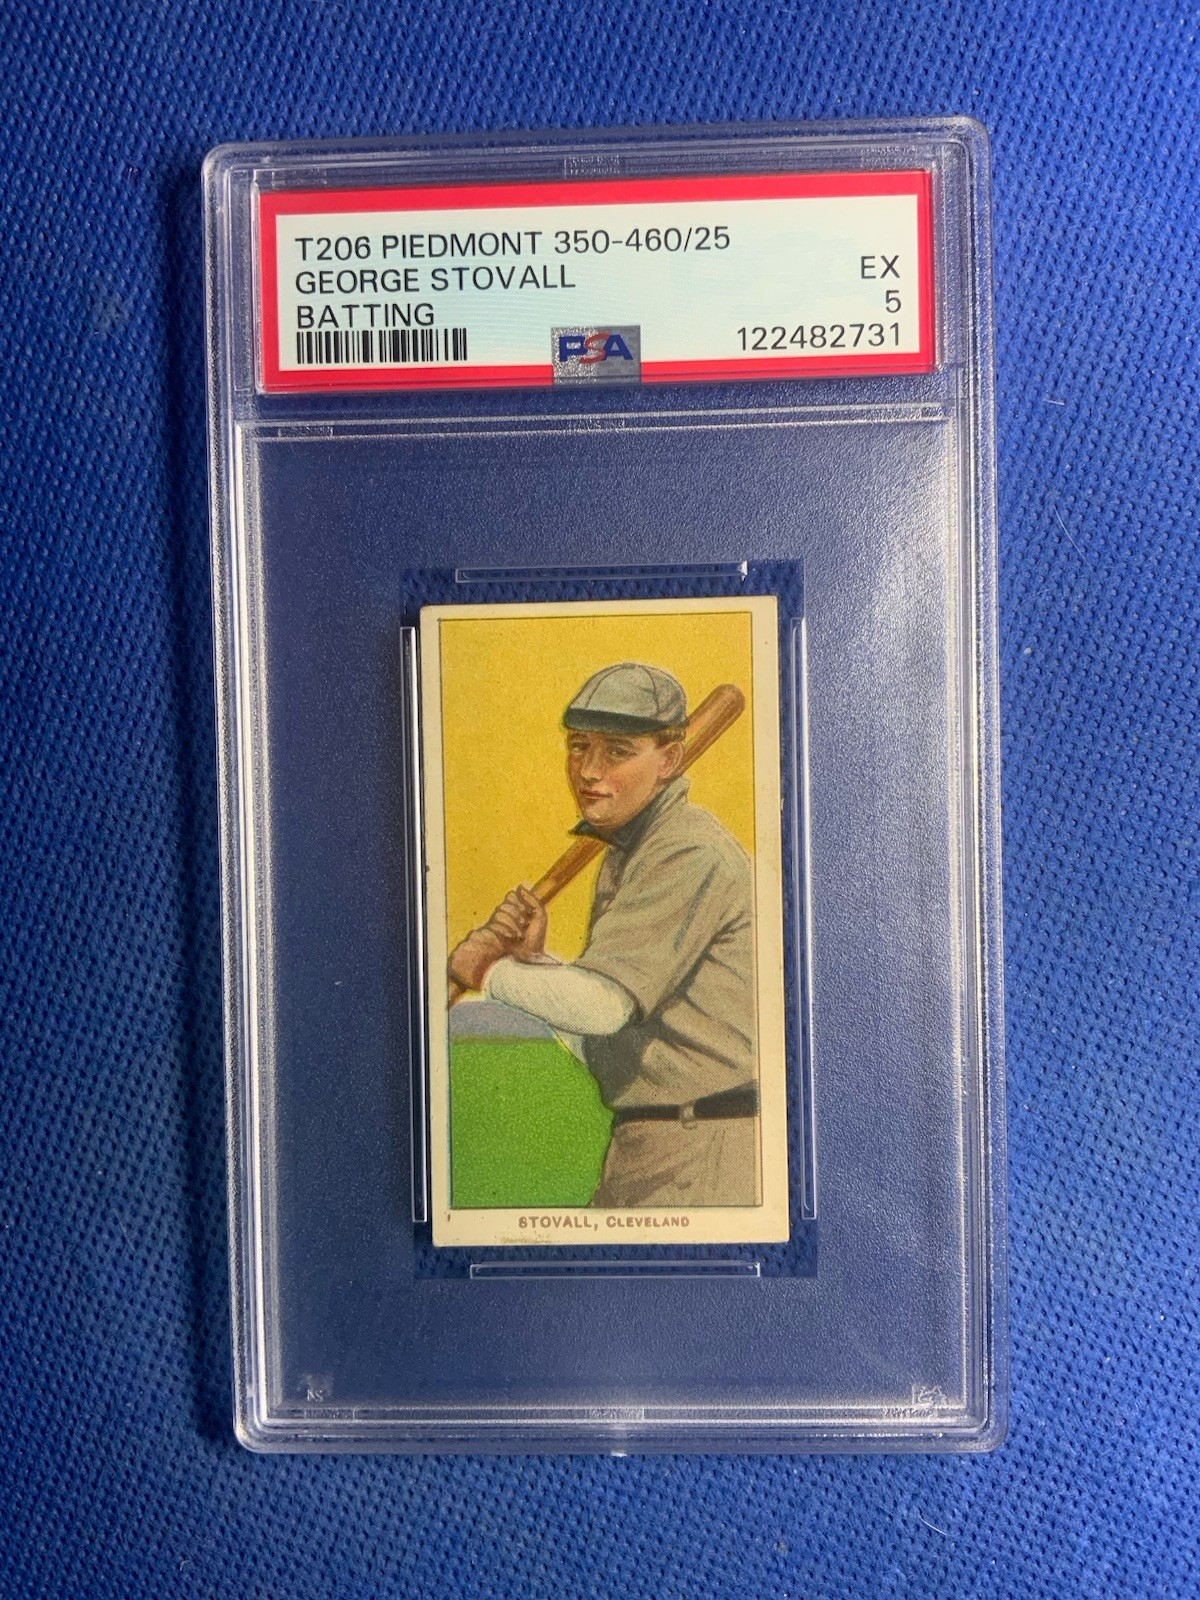 T206 PIEDMONT 350-460/25
GEORGE STOVALL
BATTING
EX
5
122482731
PSA
STOVALL, CLEVELAND